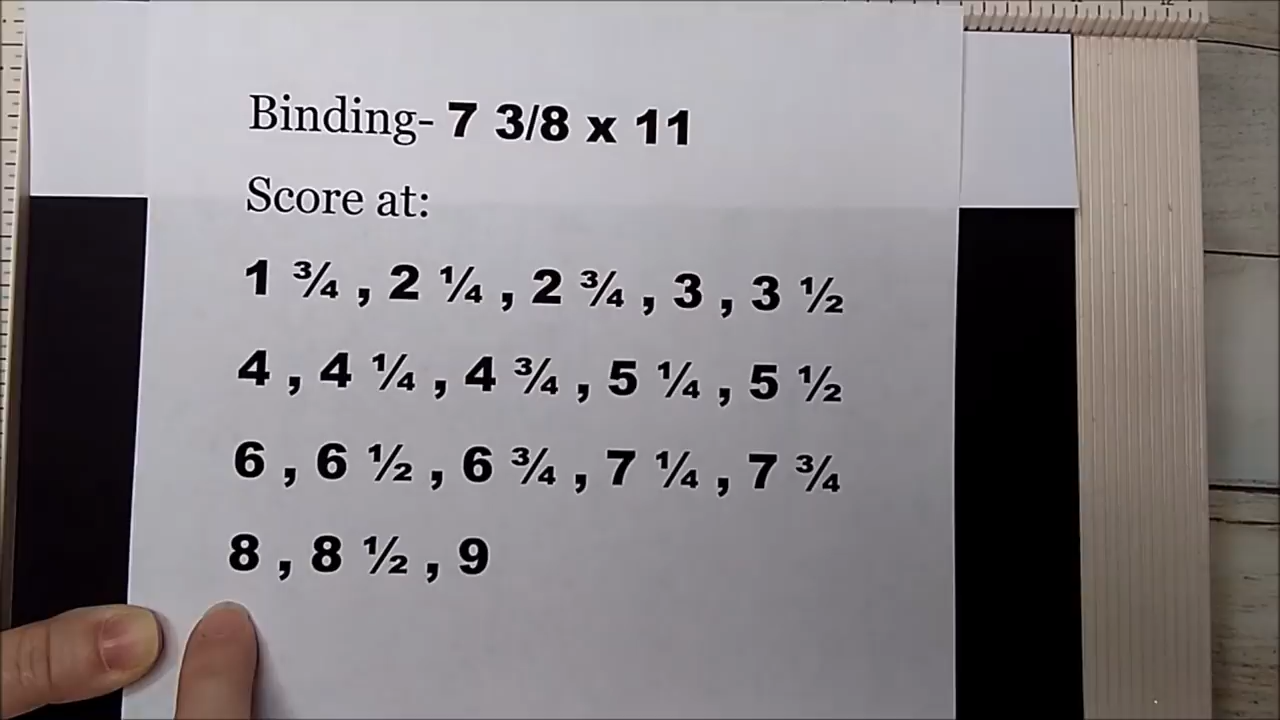 Binding- 7 3/8 x 11
Score at:
1 ¾ , 2 ¼ , 2 ¾ , 3 , 3 ½
4 , 4 ¼ , 4 ¾ , 5 ¼ , 5 ½
6 , 6 ½ , 6 ¾ , 7 ¼ , 7 ¾
8 , 8 ½ , 9